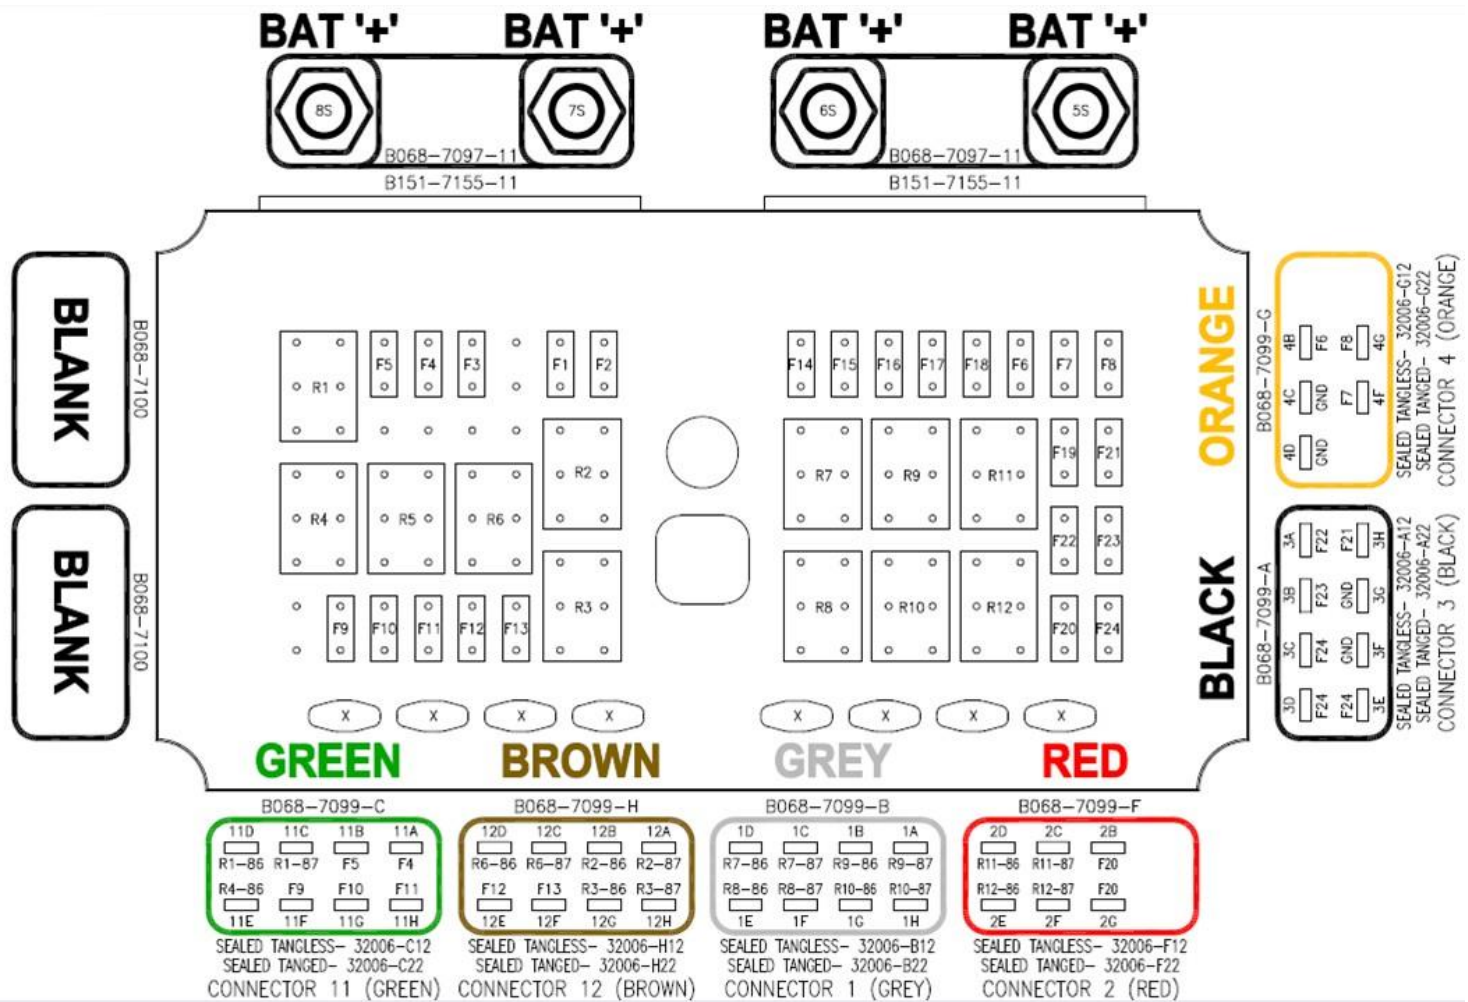 BAT '+' BAT '+' BAT '+' BAT '+'
8S 7S 6S 5S
B068-7097-11 B068-7097-11
B151-7155-11 B151-7155-11
BLANK
B068-7100
BLANK
B068-7100
R1 F5 F4 F3 F1 F2
R2
R4 R5 R6
R3
F9 F10 F11 F12 F13
F14 F15 F16 F17 F18 F6 F7 F8
R7 R9 R11 F19 F21
F22 F23
R8 R10 R12 F20 F24
X X X X X X X X
GREEN BROWN GREY RED
ORANGE
B068-7099-G
4B F6 F8 4G
4C GND F7 4F
4D GND
SEALED TANGLESS- 32006-G12
SEALED TANGED- 32006-G22
CONNECTOR 4 (ORANGE)
BLACK
B068-7099-A
3A F22 F21 3H
3B F23 GND 3G
3C F24 GND 3F
3D F24 F24 3E
SEALED TANGLESS- 32006-A12
SEALED TANGED- 32006-A22
CONNECTOR 3 (BLACK)
B068-7099-C
11D 11C 11B 11A
R1-86 R1-87 F5 F4
R4-86 F9 F10 F11
11E 11F 11G 11H
SEALED TANGLESS- 32006-C12
SEALED TANGED- 32006-C22
CONNECTOR 11 (GREEN)
B068-7099-H
12D 12C 12B 12A
R6-86 R6-87 R2-86 R2-87
F12 F13 R3-86 R3-87
12E 12F 12G 12H
SEALED TANGLESS- 32006-H12
SEALED TANGED- 32006-H22
CONNECTOR 12 (BROWN)
B068-7099-B
1D 1C 1B 1A
R7-86 R7-87 R9-86 R9-87
R8-86 R8-87 R10-86 R10-87
1E 1F 1G 1H
SEALED TANGLESS- 32006-B12
SEALED TANGED- 32006-B22
CONNECTOR 1 (GREY)
B068-7099-F
2D 2C 2B
R11-86 R11-87 F20
R12-86 R12-87 F20
2E 2F 2G
SEALED TANGLESS- 32006-F12
SEALED TANGED- 32006-F22
CONNECTOR 2 (RED)